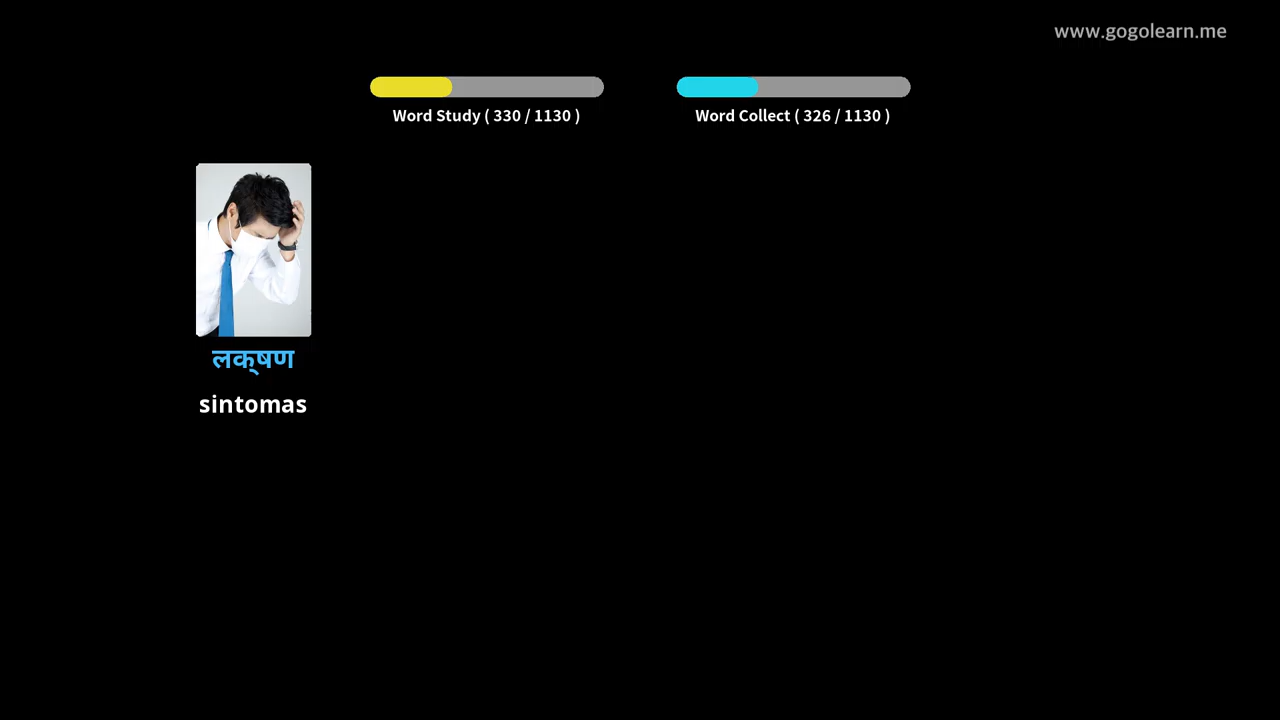 www.gogolearn.me
Word Study ( 330 / 1130 )
Word Collect ( 326 / 1130 )
लक्षण
sintomas